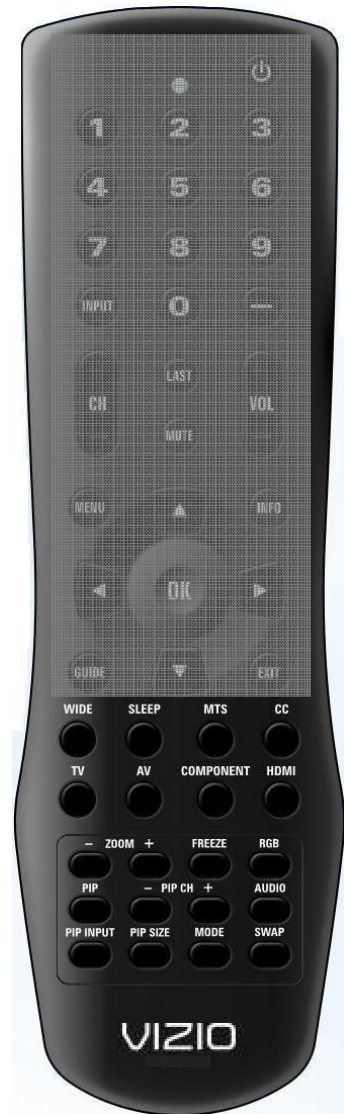 1 2 3
4 5 6
7 8 9
INPUT 0 —
LAST
CH VOL
MUTE
MENU INFO
OK
GUIDE EXIT
WIDE SLEEP MTS CC
TV AV COMPONENT HDMI
− ZOOM + FREEZE RGB
PIP − PIP CH + AUDIO
PIP INPUT PIP SIZE MODE SWAP
VIZIO